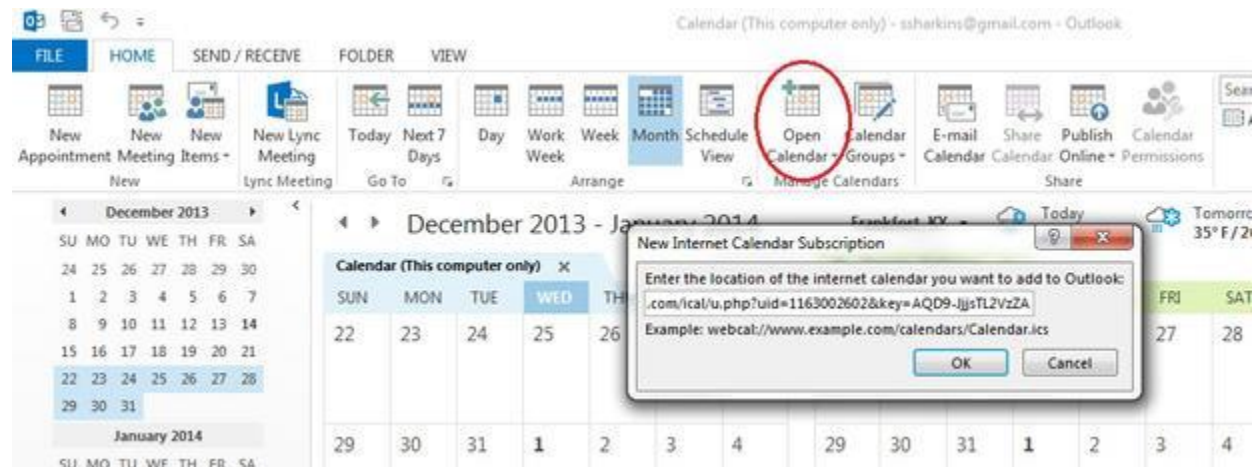 Calendar (This computer only) - ssharkins@gmail.com - Outlook
FILE HOME SEND / RECEIVE FOLDER VIEW
New Appointment
New Meeting
New Items
New Lync Meeting
Today
Next 7 Days
Day
Work Week
Week
Month
Schedule View
Open Calendar
Calendar Groups
E-mail Calendar
Share Calendar
Publish Online
Calendar Permissions
New
Lync Meeting
Go To
Arrange
Manage Calendars
Share
December 2013
SU MO TU WE TH FR SA
24 25 26 27 28 29 30
1 2 3 4 5 6 7
8 9 10 11 12 13 14
15 16 17 18 19 20 21
22 23 24 25 26 27 28
29 30 31
January 2014
SU MO TU WE TH FR SA
December 2013 - January 2014
Frankfort, KY
Today
35° F / 2
Calendar (This computer only)
SUN MON TUE WED
FRI SAT
22 23 24 25 26
27 28
29 30 31 1 2 3 4
29 30 31 1 2 3 4
New Internet Calendar Subscription
Enter the location of the internet calendar you want to add to Outlook:
.com/ical/u.php?uid=1163002602&key=AQD9-JjjsTL2VzZA
Example: webcal://www.example.com/calendars/Calendar.ics
OK Cancel